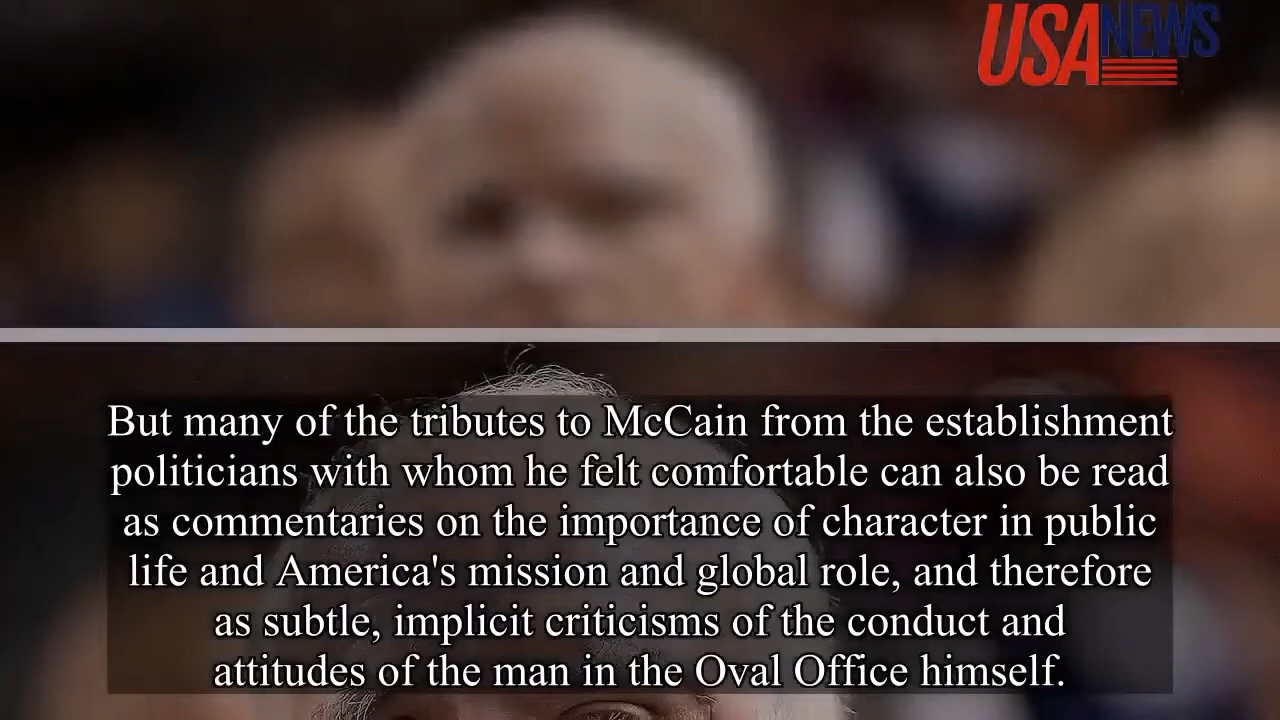 USA NEWS
But many of the tributes to McCain from the establishment
politicians with whom he felt comfortable can also be read
as commentaries on the importance of character in public
life and America's mission and global role, and therefore
as subtle, implicit criticisms of the conduct and
attitudes of the man in the Oval Office himself.